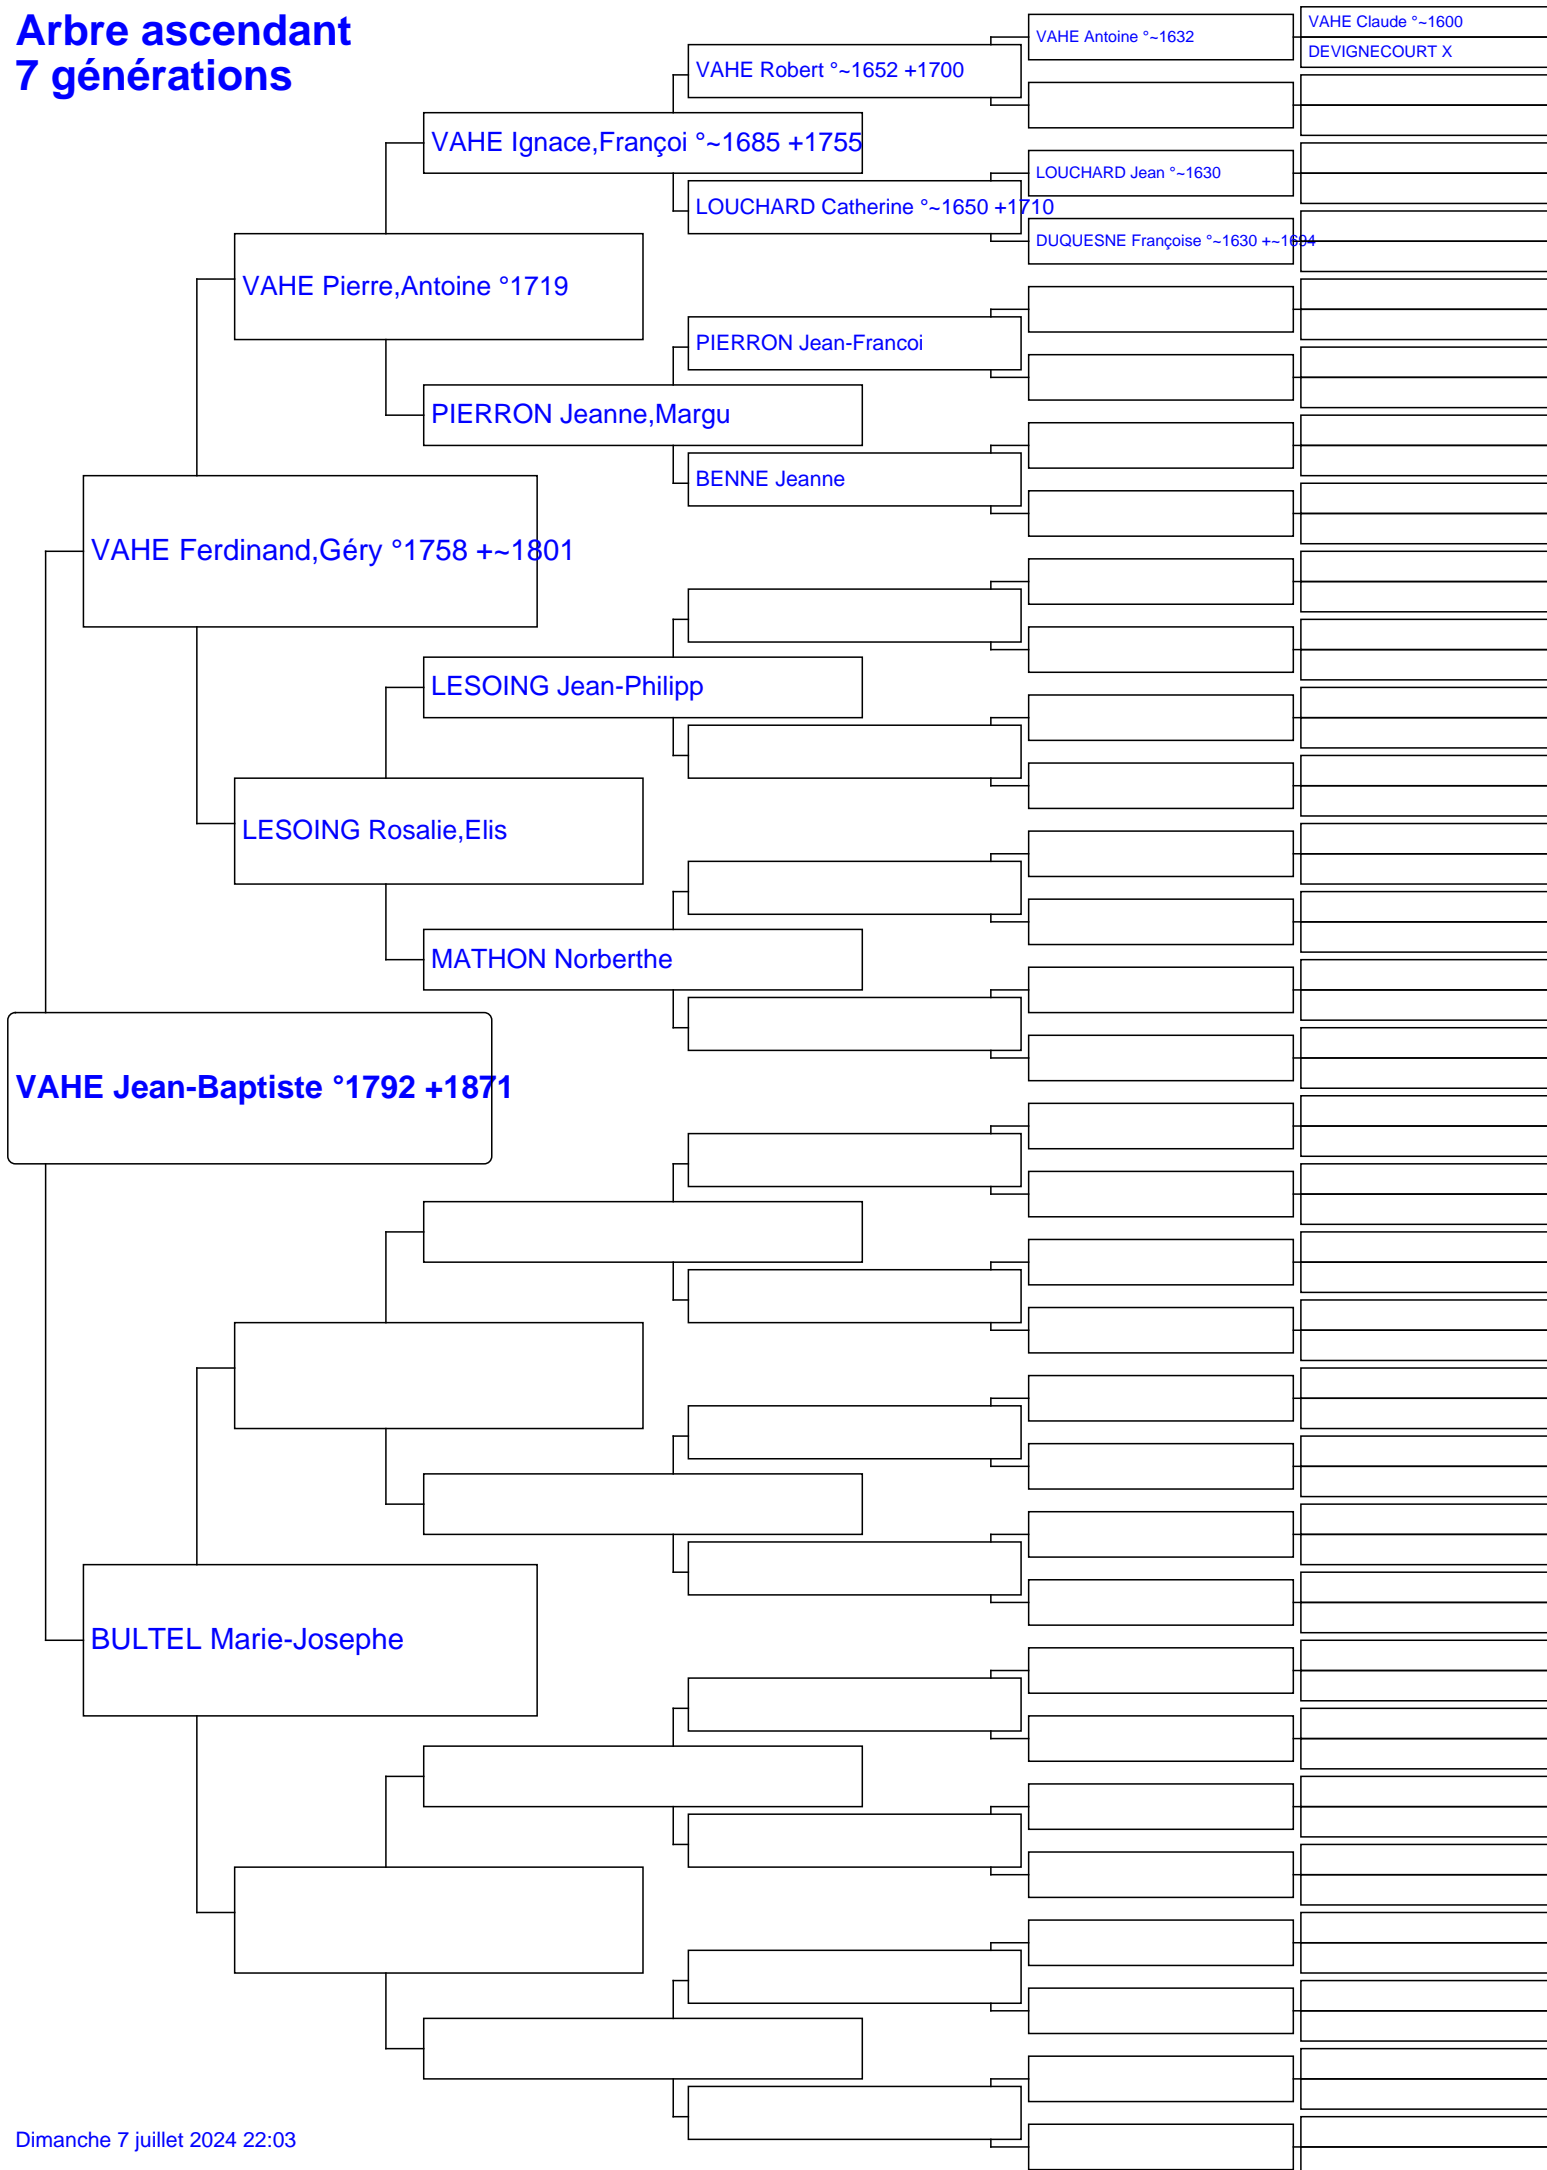 Arbre ascendant
7 générations
VAHE Claude °~1600
DEVIGNECOURT X
VAHE Antoine °~1632
VAHE Robert °~1652 +1700
VAHE Ignace,Françoi °~1685 +1755
LOUCHARD Jean °~1630
LOUCHARD Catherine °~1650 +1710
DUQUESNE Françoise °~1630 +~1694
VAHE Pierre,Antoine °1719
PIERRON Jean-Francoi
PIERRON Jeanne,Margu
BENNE Jeanne
VAHE Ferdinand,Géry °1758 +~1801
LESOING Jean-Philipp
LESOING Rosalie,Elis
MATHON Norberthe
VAHE Jean-Baptiste °1792 +1871
BULTEL Marie-Josephe
Dimanche 7 juillet 2024 22:03